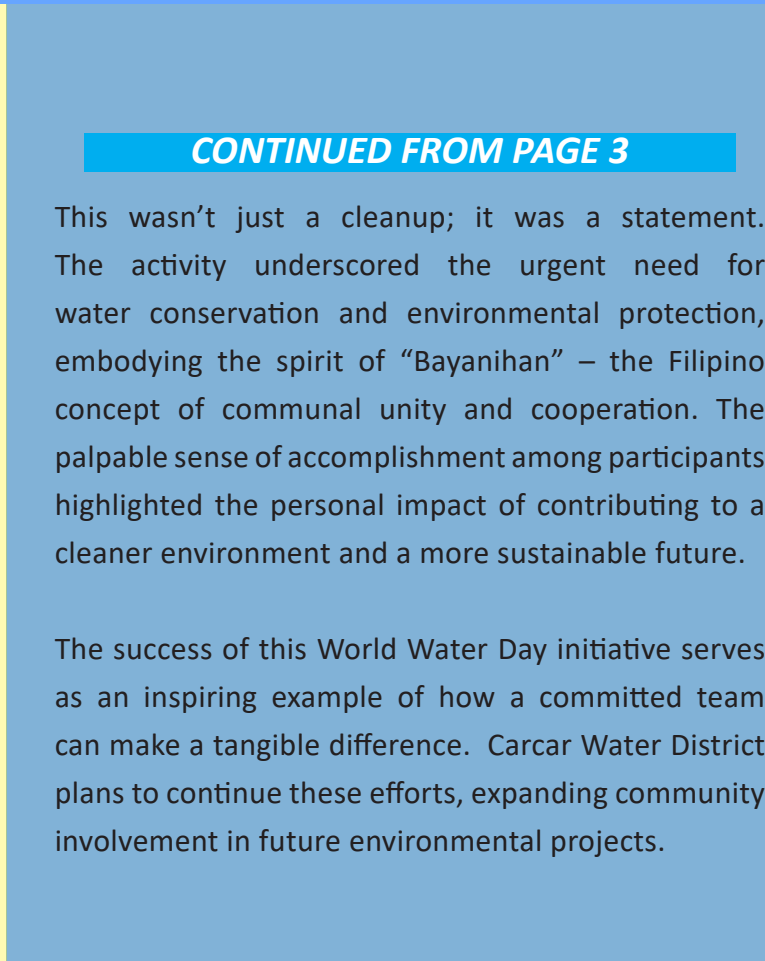 CONTINUED FROM PAGE 3
This wasn’t just a cleanup; it was a statement.
The activity underscored the urgent need for
water conservation and environmental protection,
embodying the spirit of “Bayanihan” – the Filipino
concept of communal unity and cooperation. The
palpable sense of accomplishment among participants
highlighted the personal impact of contributing to a
cleaner environment and a more sustainable future.
The success of this World Water Day initiative serves
as an inspiring example of how a committed team
can make a tangible difference.  Carcar Water District
plans to continue these efforts, expanding community
involvement in future environmental projects.